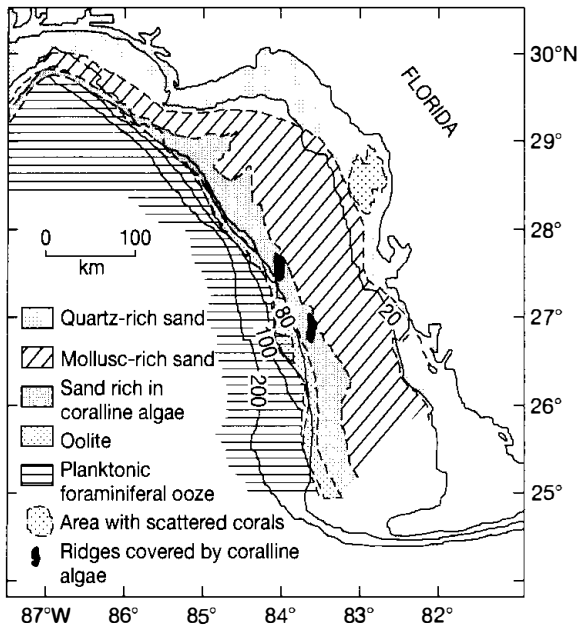 30°N
FLORIDA
29°
28°
0 100
km
27°
80
20
100
200
26°
25°
Quartz-rich sand
Mollusc-rich sand
Sand rich in
coralline algae
Oolite
Planktonic
foraminiferal ooze
Area with scattered corals
Ridges covered by coralline
algae
87°W 86° 85° 84° 83° 82°